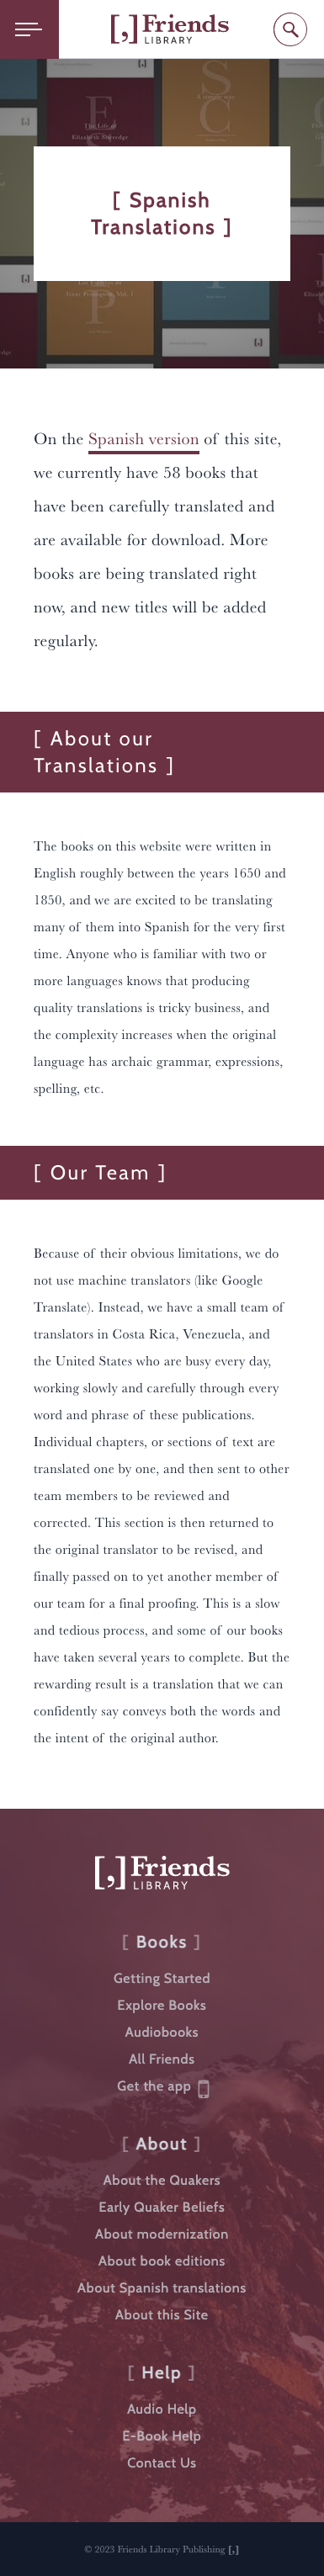 [,] Friends
LIBRARY
[ Spanish
Translations ]
On the Spanish version of this site,
we currently have 58 books that
have been carefully translated and
are available for download. More
books are being translated right
now, and new titles will be added
regularly.
[ About our
Translations ]
The books on this website were written in
English roughly between the years 1650 and
1850, and we are excited to be translating
many of them into Spanish for the very first
time. Anyone who is familiar with two or
more languages knows that producing
quality translations is tricky business, and
the complexity increases when the original
language has archaic grammar, expressions,
spelling, etc.
[ Our Team ]
Because of their obvious limitations, we do
not use machine translators (like Google
Translate). Instead, we have a small team of
translators in Costa Rica, Venezuela, and
the United States who are busy every day,
working slowly and carefully through every
word and phrase of these publications.
Individual chapters, or sections of text are
translated one by one, and then sent to other
team members to be reviewed and
corrected. This section is then returned to
the original translator to be revised, and
finally passed on to yet another member of
our team for a final proofing. This is a slow
and tedious process, and some of our books
have taken several years to complete. But the
rewarding result is a translation that we can
confidently say conveys both the words and
the intent of the original author.
[,] Friends
LIBRARY
[ Books ]
Getting Started
Explore Books
Audiobooks
All Friends
Get the app
[ About ]
About the Quakers
Early Quaker Beliefs
About modernization
About book editions
About Spanish translations
About this Site
[ Help ]
Audio Help
E-Book Help
Contact Us
© 2023 Friends Library Publishing [,]